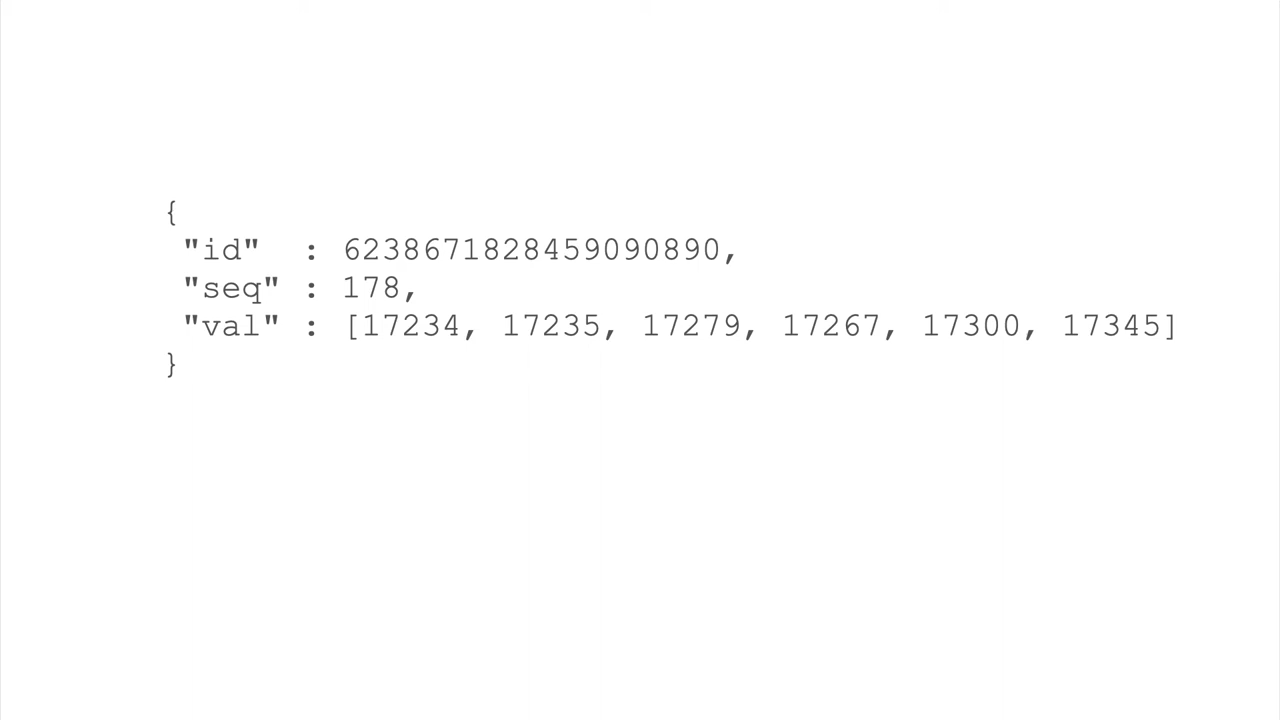 {
"id" : 6238671828459090890,
"seq" : 178,
"val" : [17234, 17235, 17279, 17267, 17300, 17345]
}